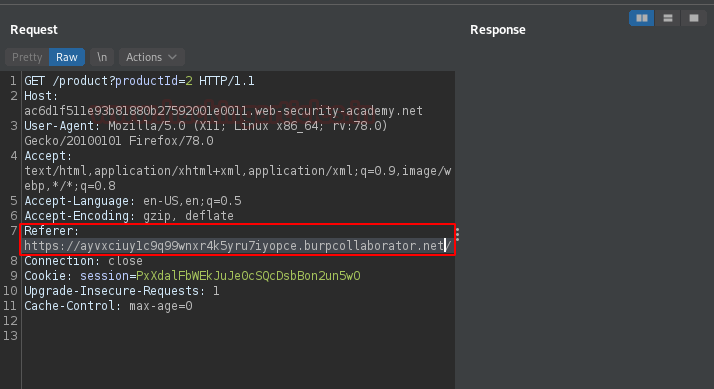 Request
Response
Pretty Raw \n Actions
1 GET /product?productId=2 HTTP/1.1
2 Host:
ac6d1f511e93b81880b27592001e0011.web-security-academy.net
3 User-Agent: Mozilla/5.0 (X11; Linux x86_64; rv:78.0)
Gecko/20100101 Firefox/78.0
4 Accept:
text/html,application/xhtml+xml,application/xml;q=0.9,image/w
ebp,*/*;q=0.8
5 Accept-Language: en-US,en;q=0.5
6 Accept-Encoding: gzip, deflate
7 Referer:
https://ayvxciuy1c9q99wnxr4k5yru7iyopce.burpcollaborator.net/
8 Connection: close
9 Cookie: session=PxXdalFbWEkJuJe0cSQcDsbBon2un5wO
10 Upgrade-Insecure-Requests: 1
11 Cache-Control: max-age=0
12
13